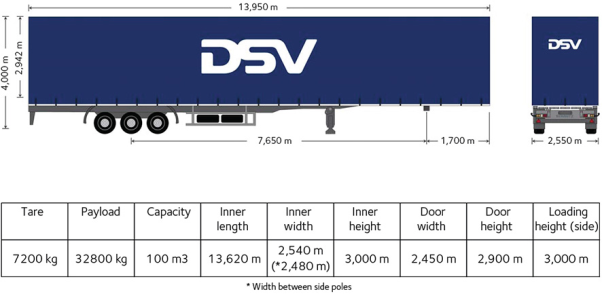 13,950 m
4,000 m
2,942 m
DSV
DSV
7,650 m
1,700 m
2,550 m
Tare Payload Capacity Inner length Inner width Inner height Door width Door height Loading height (side)
7200 kg 32800 kg 100 m3 13,620 m 2,540 m (*2,480 m) 3,000 m 2,450 m 2,900 m 3,000 m
* Width between side poles